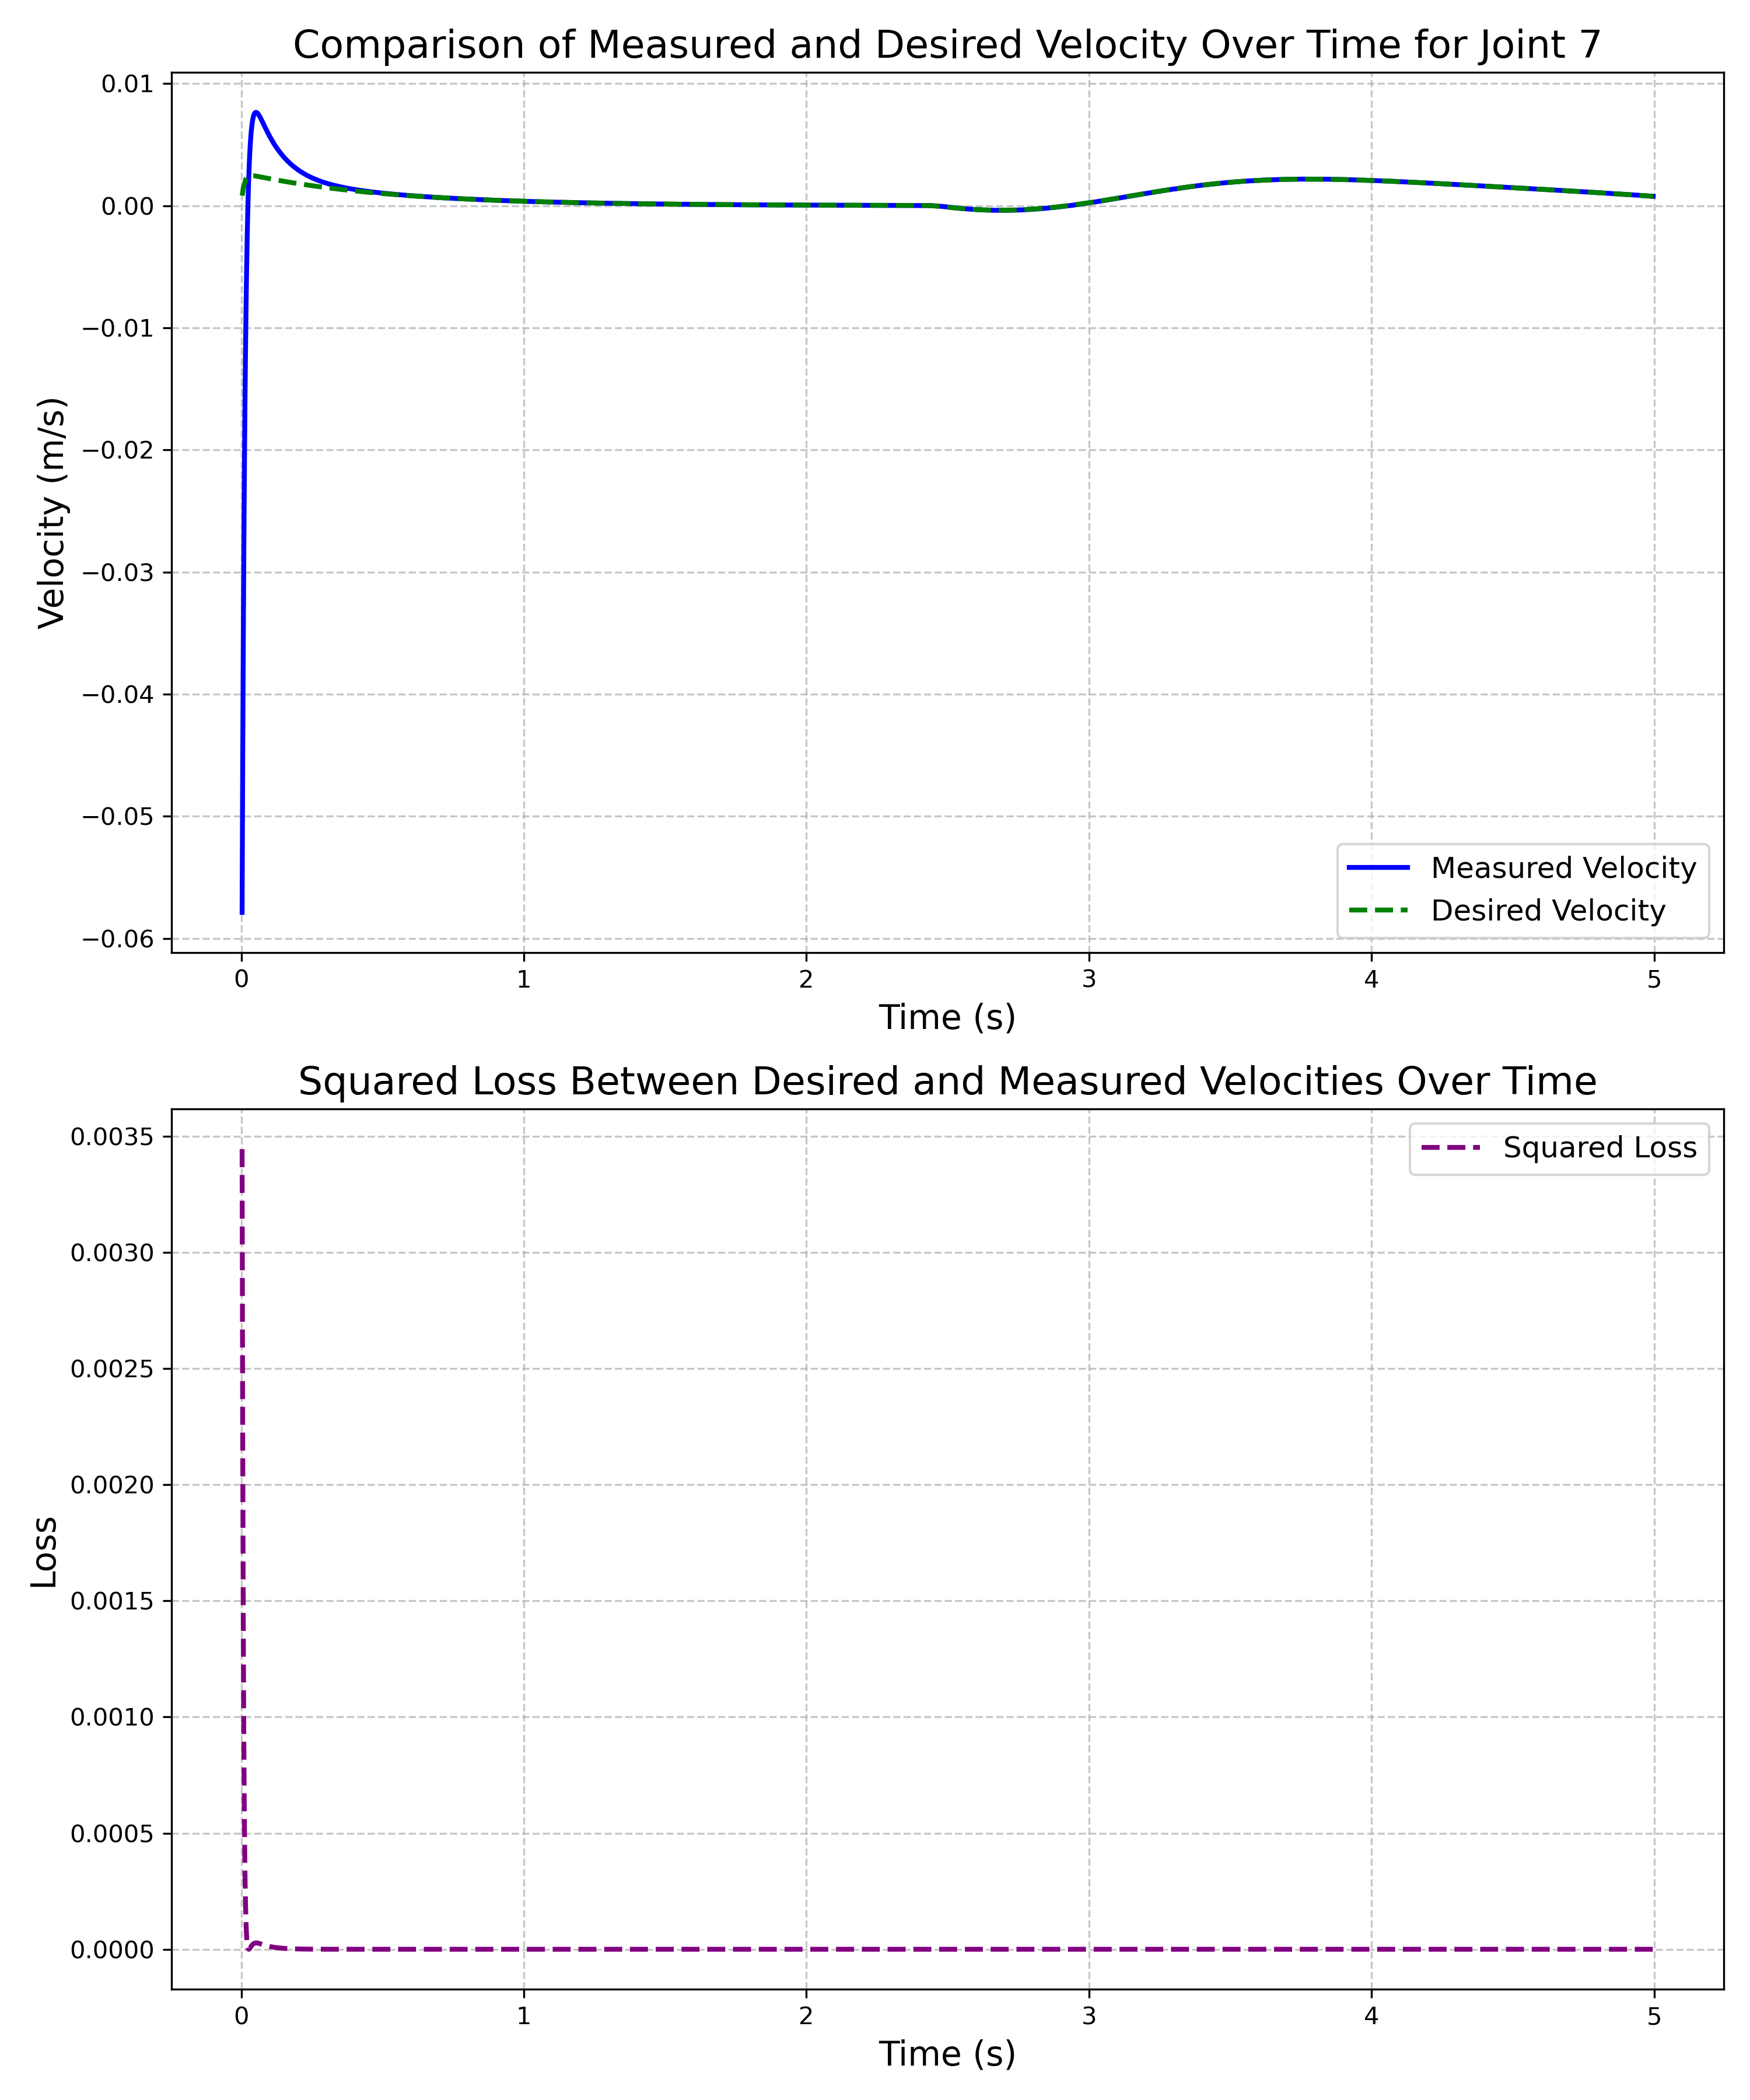 Comparison of Measured and Desired Velocity Over Time for Joint 7
0.01
0.00
−0.01
−0.02
−0.03
−0.04
−0.05
−0.06
Velocity (m/s)
Measured Velocity
Desired Velocity
0 1 2 3 4 5
Time (s)
Squared Loss Between Desired and Measured Velocities Over Time
0.0035
0.0030
0.0025
0.0020
0.0015
0.0010
0.0005
0.0000
Loss
Squared Loss
0 1 2 3 4 5
Time (s)